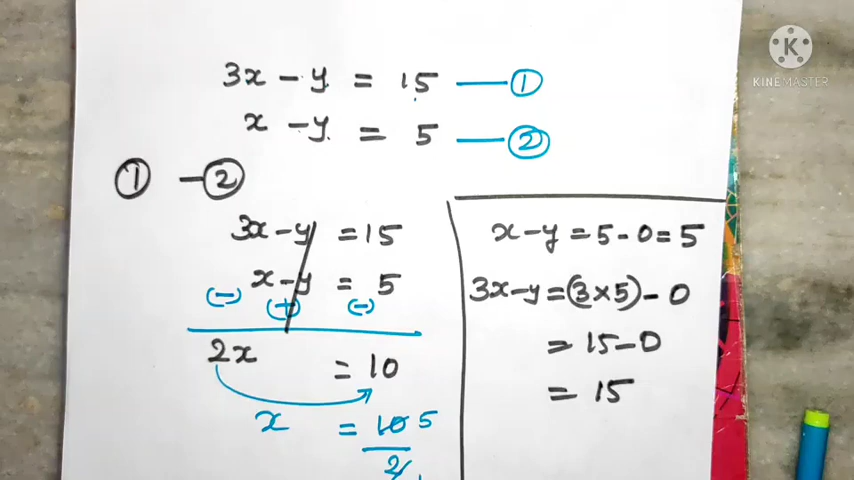 3x - y = 15 — ①
x - y = 5 — ②
① - ②
3x - y = 15
x - y = 5
(-) (+) (-)
2x = 10
x = 10 5
2
x - y = 5 - 0 = 5
3x - y = (3 × 5) - 0
= 15 - 0
= 15
KINEMASTER